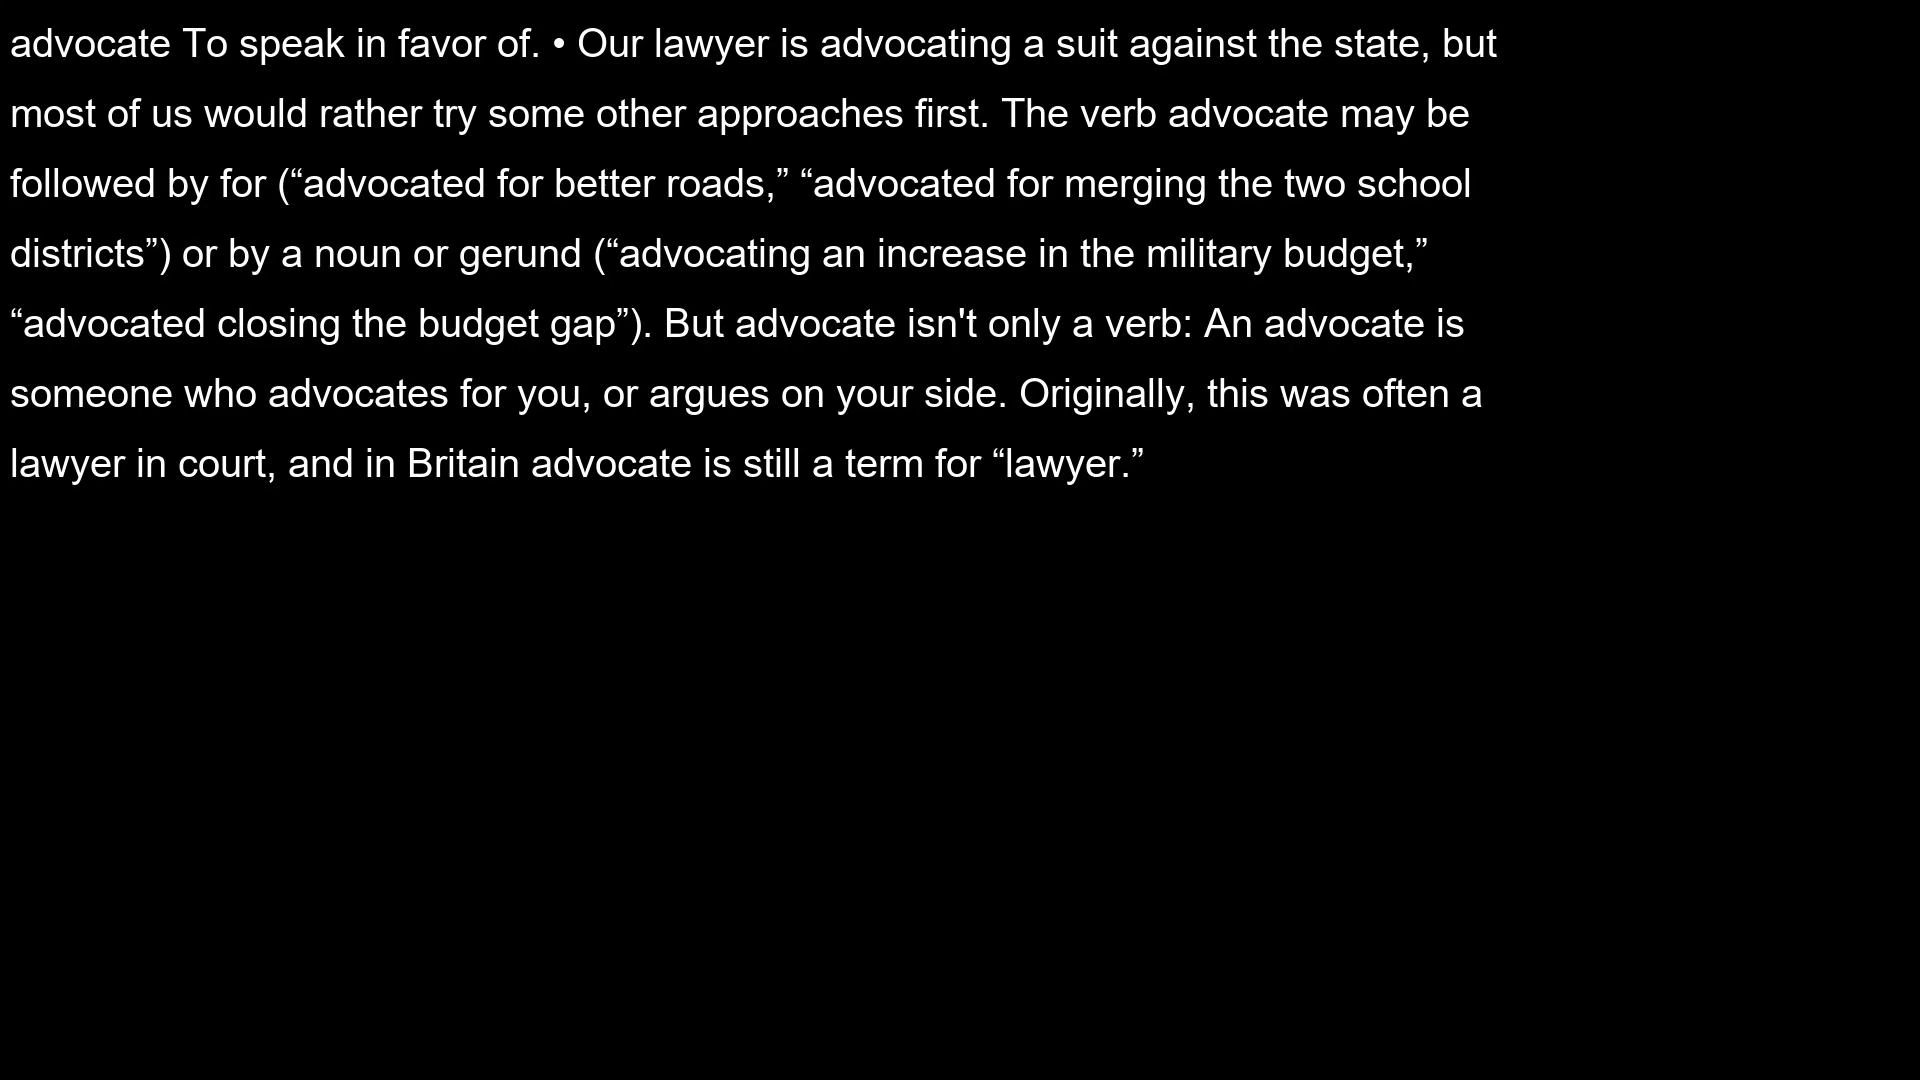 advocate To speak in favor of. • Our lawyer is advocating a suit against the state, but
most of us would rather try some other approaches first. The verb advocate may be
followed by for (“advocated for better roads,” “advocated for merging the two school
districts”) or by a noun or gerund (“advocating an increase in the military budget,”
“advocated closing the budget gap”). But advocate isn't only a verb: An advocate is
someone who advocates for you, or argues on your side. Originally, this was often a
lawyer in court, and in Britain advocate is still a term for “lawyer.”